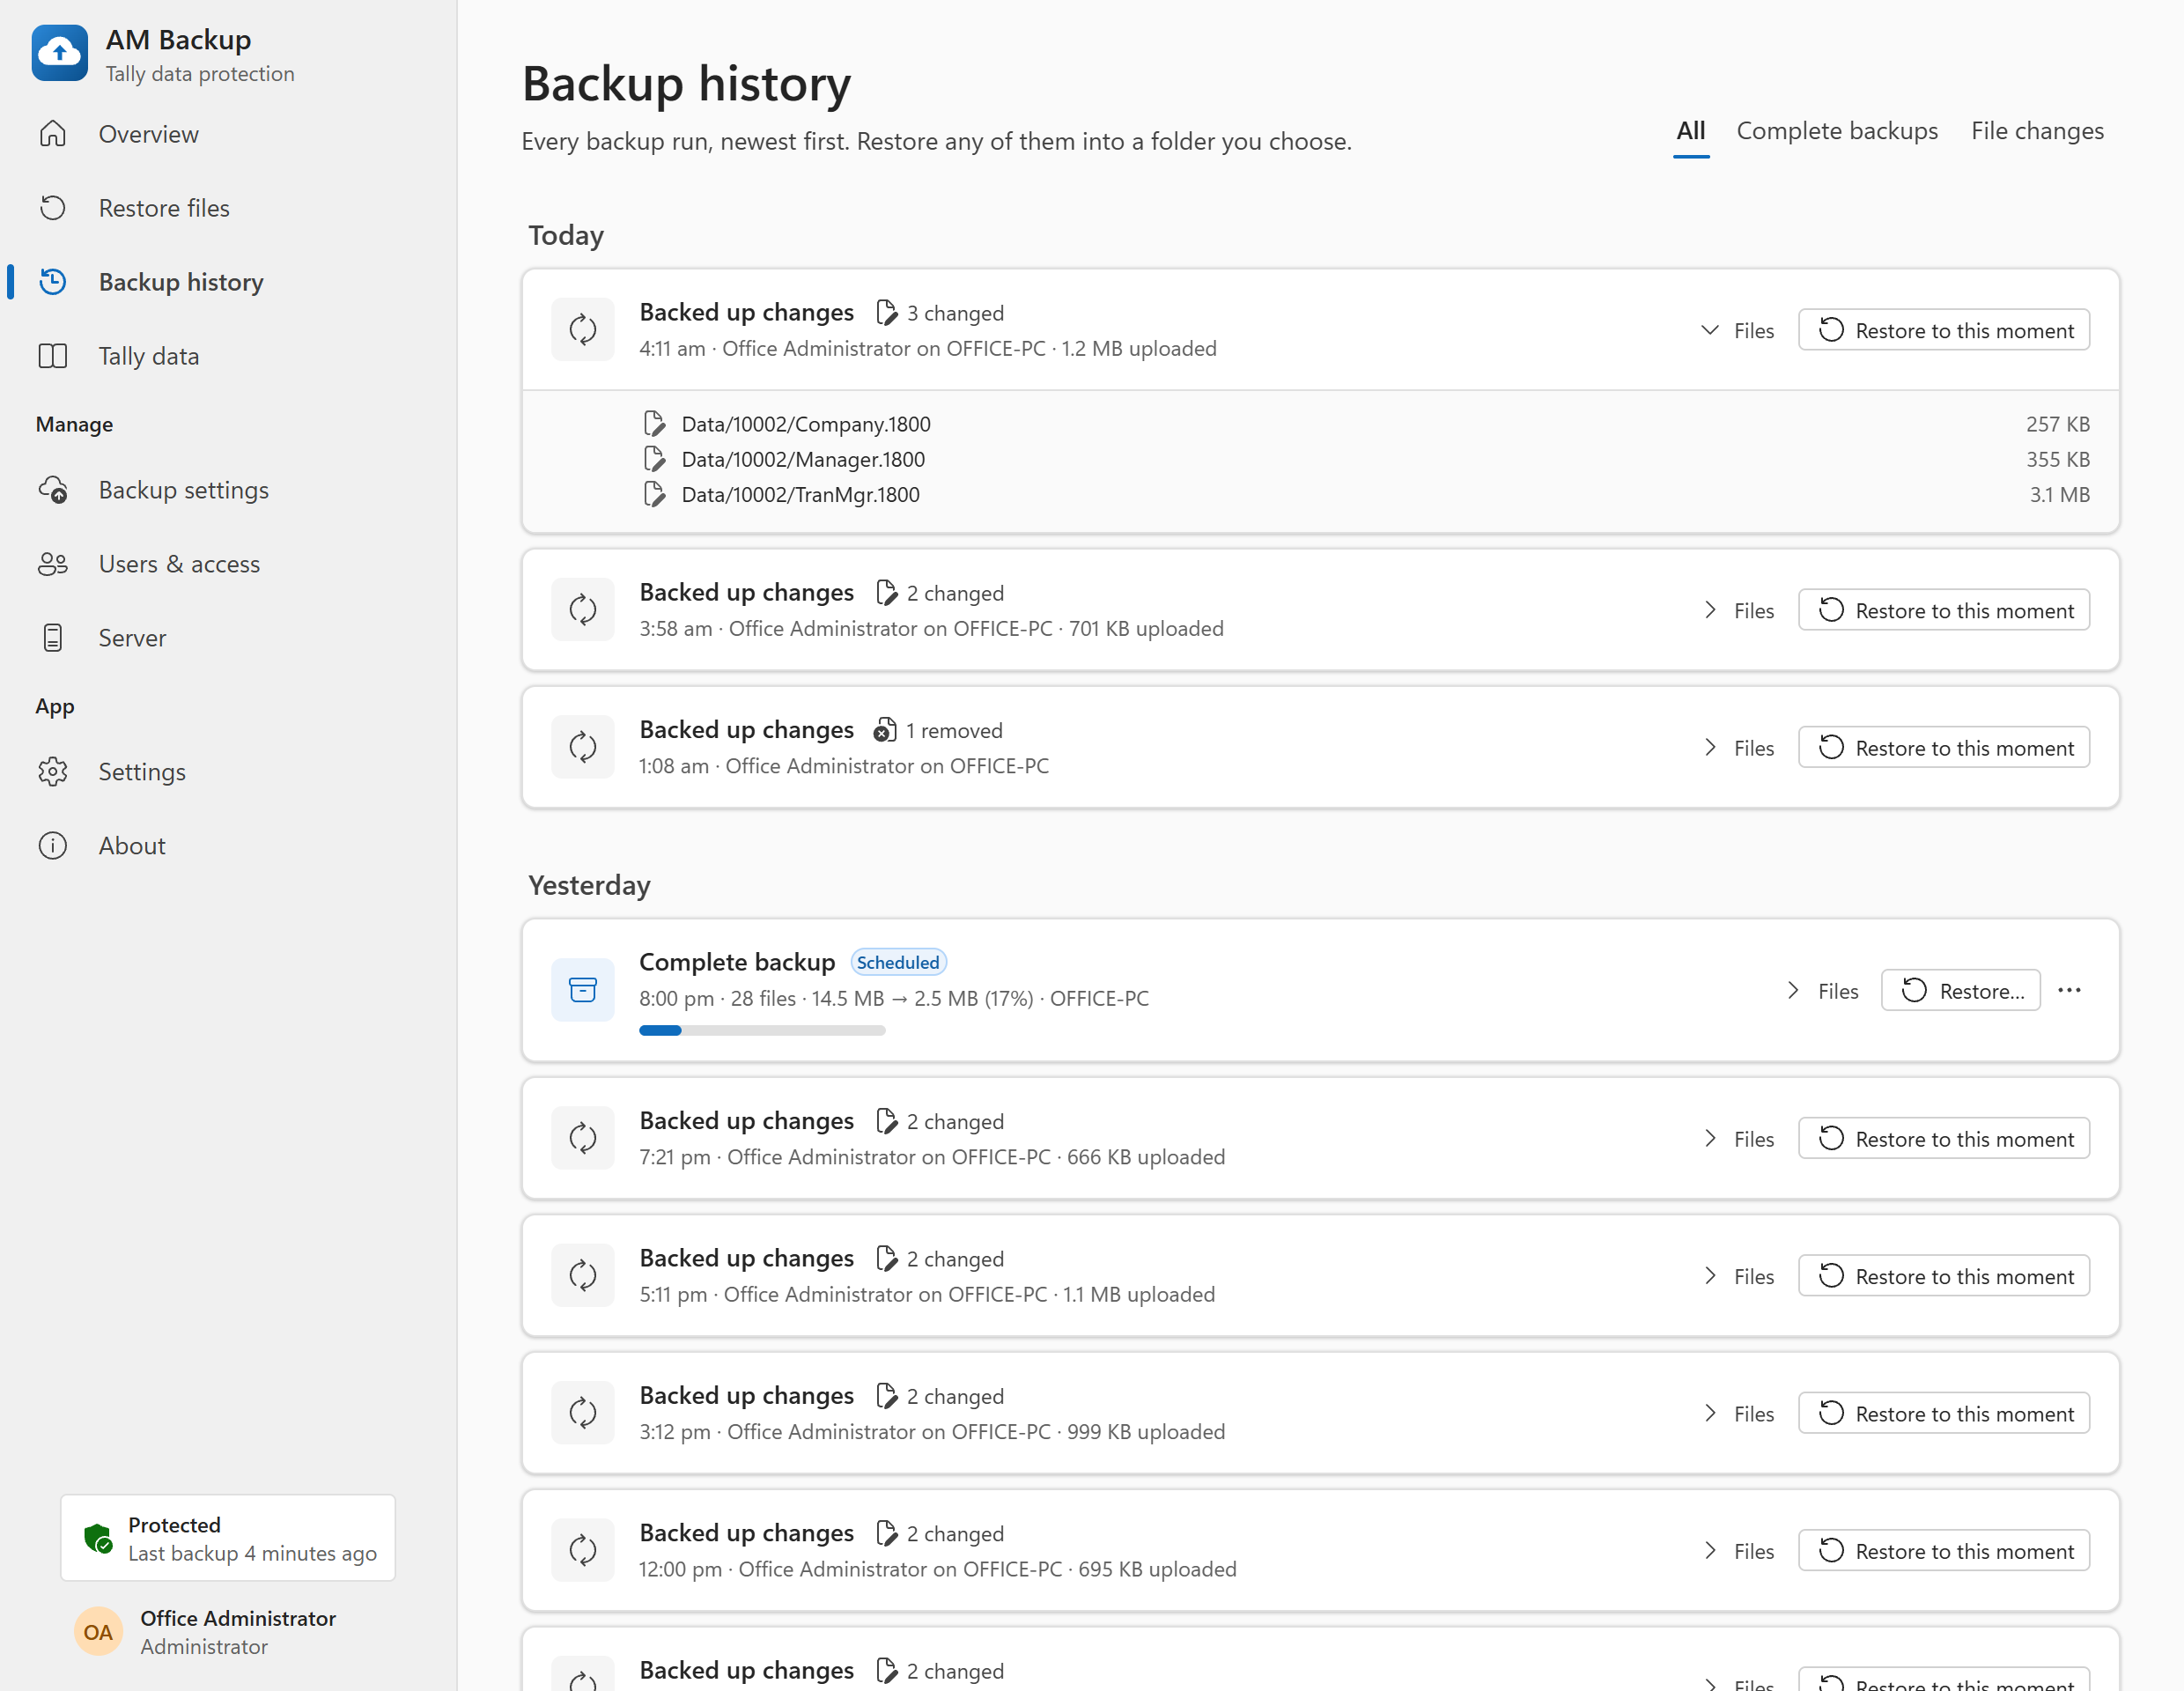 AM Backup
Tally data protection
Overview
Restore files
Backup history
Tally data
Manage
Backup settings
Users & access
Server
App
Settings
About
Protected
Last backup 4 minutes ago
OA
Office Administrator
Administrator
Backup history
Every backup run, newest first. Restore any of them into a folder you choose.
All Complete backups File changes
Today
Backed up changes 3 changed
4:11 am · Office Administrator on OFFICE-PC · 1.2 MB uploaded
Files Restore to this moment
Data/10002/Company.1800 257 KB
Data/10002/Manager.1800 355 KB
Data/10002/TranMgr.1800 3.1 MB
Backed up changes 2 changed
3:58 am · Office Administrator on OFFICE-PC · 701 KB uploaded
Files Restore to this moment
Backed up changes 1 removed
1:08 am · Office Administrator on OFFICE-PC
Files Restore to this moment
Yesterday
Complete backup Scheduled
8:00 pm · 28 files · 14.5 MB → 2.5 MB (17%) · OFFICE-PC
Files Restore... ···
Backed up changes 2 changed
7:21 pm · Office Administrator on OFFICE-PC · 666 KB uploaded
Files Restore to this moment
Backed up changes 2 changed
5:11 pm · Office Administrator on OFFICE-PC · 1.1 MB uploaded
Files Restore to this moment
Backed up changes 2 changed
3:12 pm · Office Administrator on OFFICE-PC · 999 KB uploaded
Files Restore to this moment
Backed up changes 2 changed
12:00 pm · Office Administrator on OFFICE-PC · 695 KB uploaded
Files Restore to this moment
Backed up changes 2 changed
Files Restore to this moment